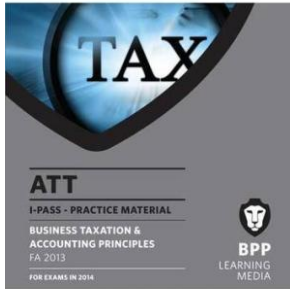 TAX
ATT
I-PASS - PRACTICE MATERIAL
BUSINESS TAXATION &
ACCOUNTING PRINCIPLES
FA 2013
FOR EXAMS IN 2014
BPP
LEARNING
MEDIA